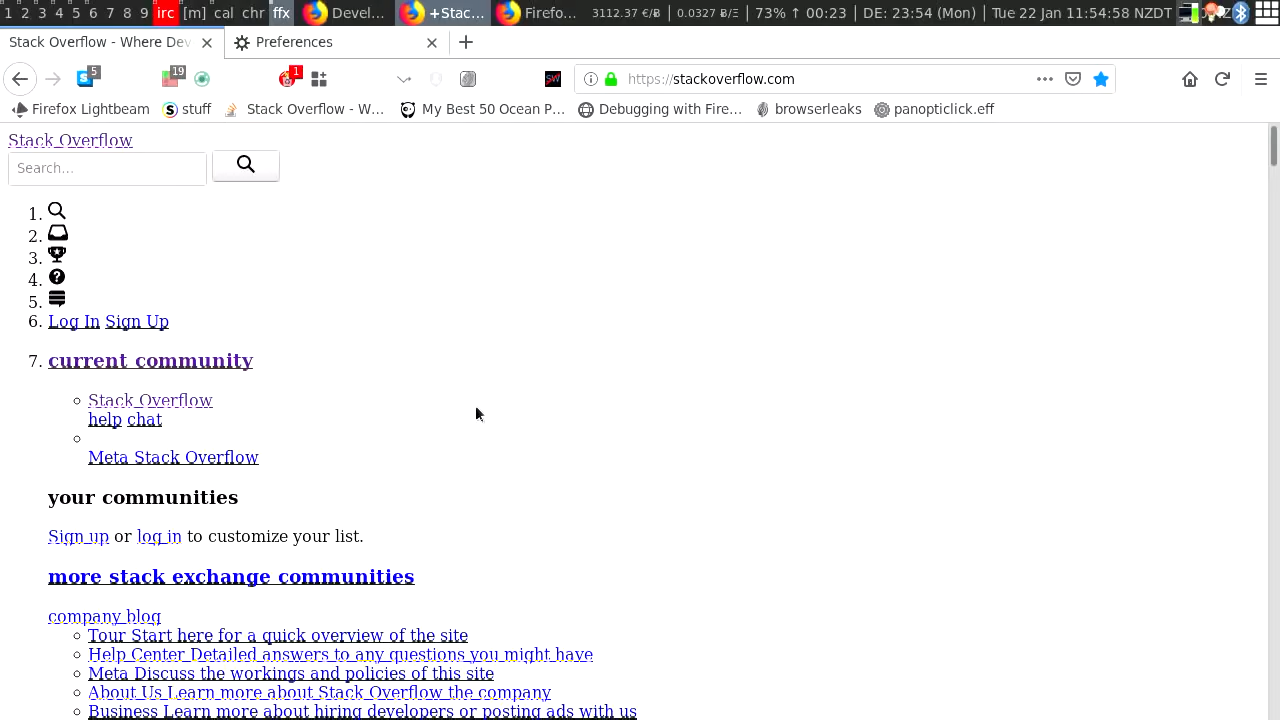 1 2 3 4 5 6 7 8 9 irc [m] cal chr ffx Devel... +Stac... Firefo... 3112.37 €/Ƀ 0.0327 Ƀ/Ξ 73% ↑ 00:23 DE: 23:54 (Mon) Tue 22 Jan 11:54:58 NZDT
Stack Overflow - Where Dev Preferences
5 19 1 SW https://stackoverflow.com
Firefox Lightbeam stuff Stack Overflow - W... My Best 50 Ocean P... Debugging with Fire... browserleaks panopticlick.eff
Stack Overflow
Search...
1.
2.
3.
4.
5.
6. Log In Sign Up
7. current community
Stack Overflow
help chat
Meta Stack Overflow
your communities
Sign up or log in to customize your list.
more stack exchange communities
company blog
Tour Start here for a quick overview of the site
Help Center Detailed answers to any questions you might have
Meta Discuss the workings and policies of this site
About Us Learn more about Stack Overflow the company
Business Learn more about hiring developers or posting ads with us